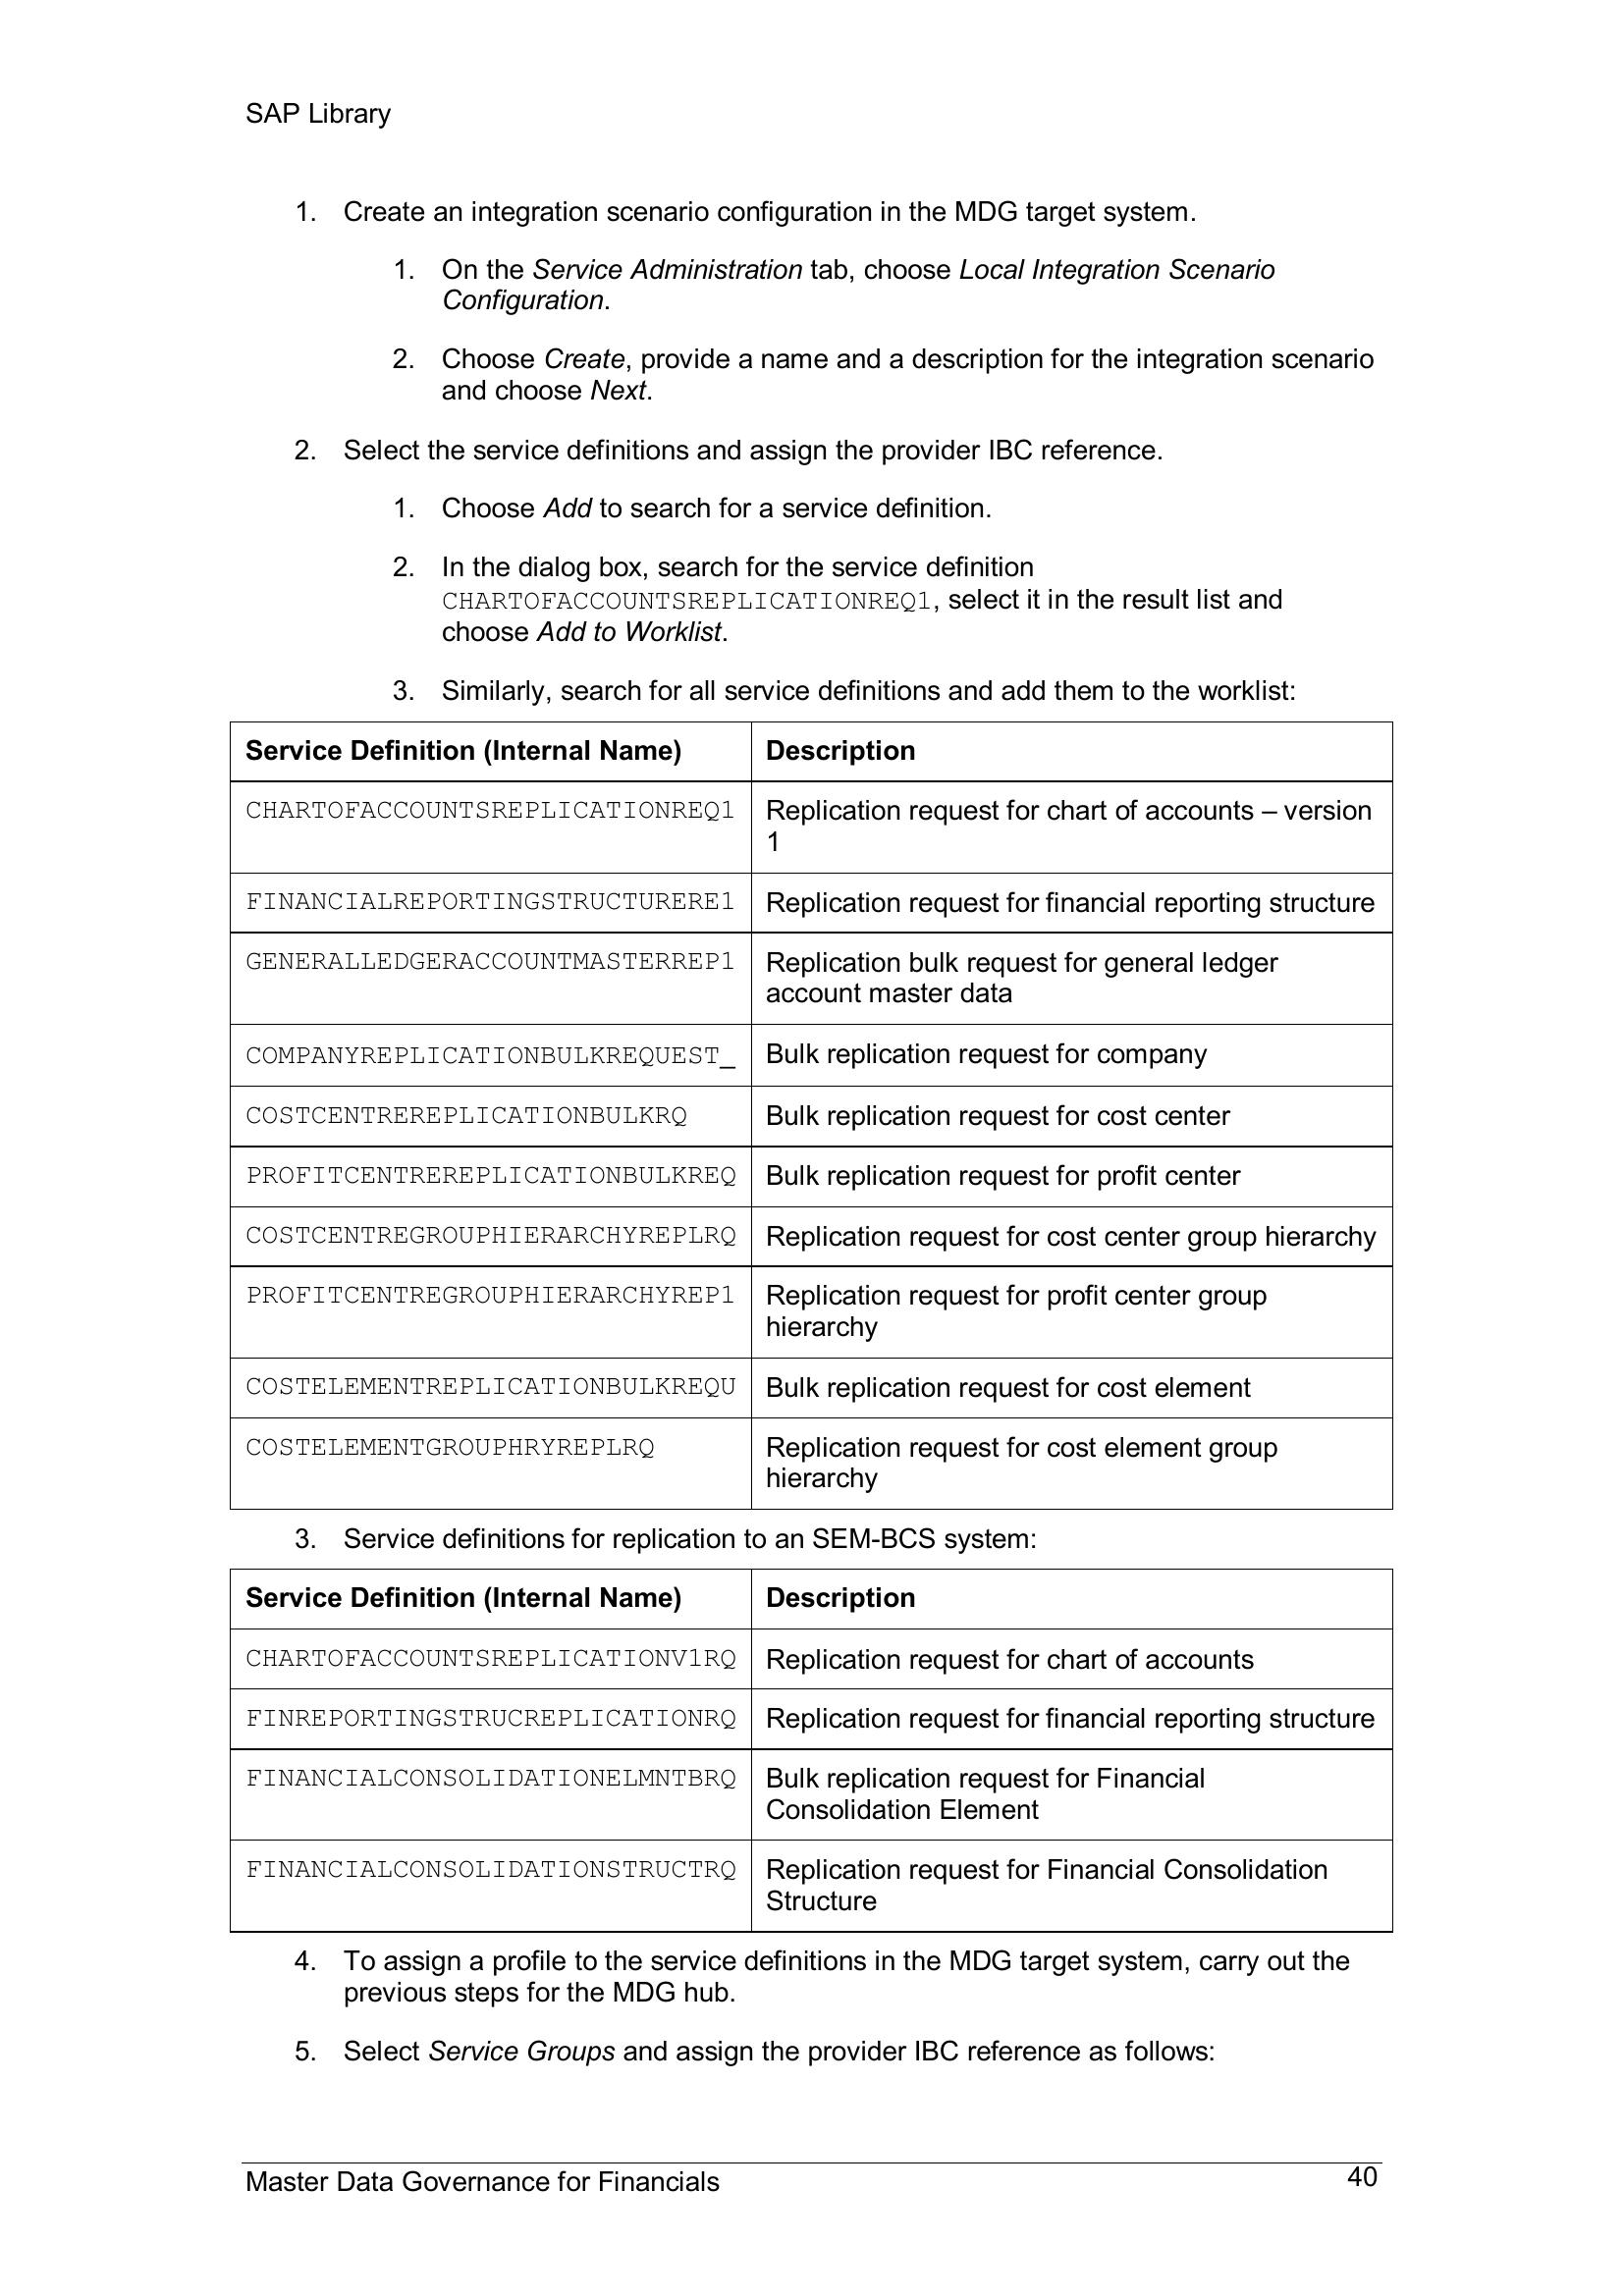 SAP Library
1. Create an integration scenario configuration in the MDG target system.
1. On the Service Administration tab, choose Local Integration Scenario
Configuration.
2. Choose Create, provide a name and a description for the integration scenario
and choose Next.
2. Select the service definitions and assign the provider IBC reference.
1. Choose Add to search for a service definition.
2. In the dialog box, search for the service definition
CHARTOFACCOUNTSREPLICATIONREQ1, select it in the result list and
choose Add to Worklist.
3. Similarly, search for all service definitions and add them to the worklist:
Service Definition (Internal Name) Description
CHARTOFACCOUNTSREPLICATIONREQ1 Replication request for chart of accounts – version
1
FINANCIALREPORTINGSTRUCTURERE1 Replication request for financial reporting structure
GENERALLEDGERACCOUNTMASTERREP1 Replication bulk request for general ledger
account master data
COMPANYREPLICATIONBULKREQUEST_ Bulk replication request for company
COSTCENTREREPLICATIONBULKRQ Bulk replication request for cost center
PROFITCENTREREPLICATIONBULKREQ Bulk replication request for profit center
COSTCENTREGROUPHIERARCHYREPLRQ Replication request for cost center group hierarchy
PROFITCENTREGROUPHIERARCHYREP1 Replication request for profit center group
hierarchy
COSTELEMENTREPLICATIONBULKREQU Bulk replication request for cost element
COSTELEMENTGROUPHRYREPLRQ Replication request for cost element group
hierarchy
3. Service definitions for replication to an SEM-BCS system:
Service Definition (Internal Name) Description
CHARTOFACCOUNTSREPLICATIONV1RQ Replication request for chart of accounts
FINREPORTINGSTRUCREPLICATIONRQ Replication request for financial reporting structure
FINANCIALCONSOLIDATIONELMNTBRQ Bulk replication request for Financial
Consolidation Element
FINANCIALCONSOLIDATIONSTRUCTRQ Replication request for Financial Consolidation
Structure
4. To assign a profile to the service definitions in the MDG target system, carry out the
previous steps for the MDG hub.
5. Select Service Groups and assign the provider IBC reference as follows:
Master Data Governance for Financials 40